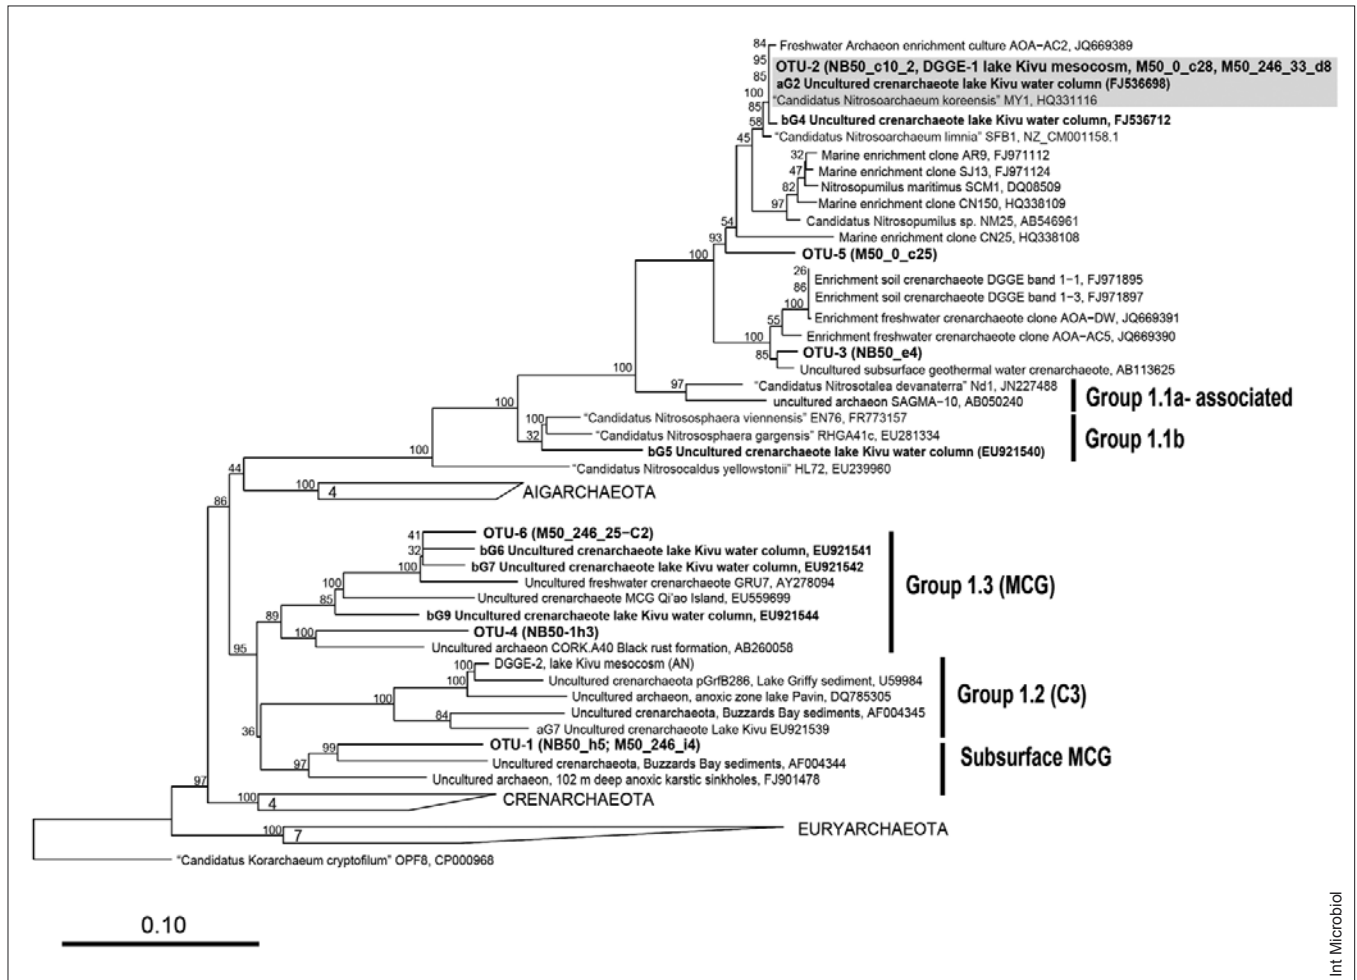 84
Freshwater Archaeon enrichment culture AOA−AC2, JQ669389
95
OTU-2 (NB50_c10_2, DGGE-1 lake Kivu mesocosm, M50_0_c28, M50_246_33_d8
85
aG2 Uncultured crenarchaeote lake Kivu water column (FJ536698)
100
"Candidatus Nitrosoarchaeum koreensis" MY1, HQ331116
85
bG4 Uncultured crenarchaeote lake Kivu water column, FJ536712
58
"Candidatus Nitrosoarchaeum limnia" SFB1, NZ_CM001158.1
45
32
Marine enrichment clone AR9, FJ971112
47
Marine enrichment clone SJ13, FJ971124
82
Nitrosopumilus maritimus SCM1, DQ08509
97
Marine enrichment clone CN150, HQ338109
Candidatus Nitrosopumilus sp. NM25, AB546961
54
Marine enrichment clone CN25, HQ338108
93
100
OTU-5 (M50_0_c25)
26
Enrichment soil crenarchaeote DGGE band 1−1, FJ971895
86
Enrichment soil crenarchaeote DGGE band 1−3, FJ971897
100
Enrichment freshwater crenarchaeote clone AOA−DW, JQ669391
55
Enrichment freshwater crenarchaeote clone AOA−AC5, JQ669390
100
OTU-3 (NB50_e4)
85
Uncultured subsurface geothermal water crenarchaeote, AB113625
100
97
"Candidatus Nitrosotalea devanaterra" Nd1, JN227488
uncultured archaeon SAGMA−10, AB050240
Group 1.1a- associated
100
100
"Candidatus Nitrososphaera viennensis" EN76, FR773157
32
"Candidatus Nitrososphaera gargensis" RHGA41c, EU281334
Group 1.1b
bG5 Uncultured crenarchaeote lake Kivu water column (EU921540)
100
"Candidatus Nitrosocaldus yellowstonii" HL72, EU239960
44
100
4
AIGARCHAEOTA
86
41
OTU-6 (M50_246_25−C2)
32
bG6 Uncultured crenarchaeote lake Kivu water column, EU921541
100
bG7 Uncultured crenarchaeote lake Kivu water column, EU921542
100
Uncultured freshwater crenarchaeote GRU7, AY278094
Group 1.3 (MCG)
85
Uncultured crenarchaeote MCG Qi'ao Island, EU559699
89
bG9 Uncultured crenarchaeote lake Kivu water column, EU921544
100
OTU-4 (NB50-1h3)
95
Uncultured archaeon CORK.A40 Black rust formation, AB260058
100
DGGE-2, lake Kivu mesocosm (AN)
100
Uncultured crenarchaeota pGrfB286, Lake Griffy sediment, U59984
100
Uncultured archaeon, anoxic zone lake Pavin, DQ785305
Group 1.2 (C3)
84
Uncultured crenarchaeota, Buzzards Bay sediments, AF004345
36
aG7 Uncultured crenarchaeote Lake Kivu EU921539
99
OTU-1 (NB50_h5; M50_246_i4)
97
Uncultured crenarchaeota, Buzzards Bay sediments, AF004344
Subsurface MCG
Uncultured archaeon, 102 m deep anoxic karstic sinkholes, FJ901478
97
100
4
CRENARCHAEOTA
100
7
EURYARCHAEOTA
"Candidatus Korarchaeum cryptofilum" OPF8, CP000968
0.10
Int Microbiol